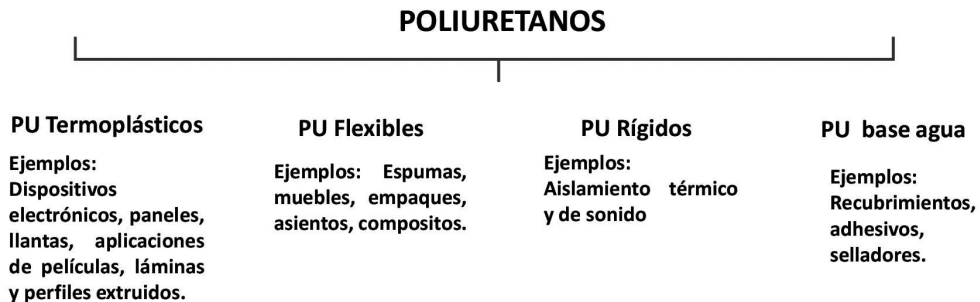 POLIURETANOS
PU Termoplásticos
Ejemplos:
Dispositivos
electrónicos, paneles,
llantas, aplicaciones
de películas, láminas
y perfiles extruidos.
PU Flexibles
Ejemplos: Espumas,
muebles, empaques,
asientos, compositos.
PU Rígidos
Ejemplos:
Aislamiento térmico
y de sonido
PU base agua
Ejemplos:
Recubrimientos,
adhesivos,
selladores.